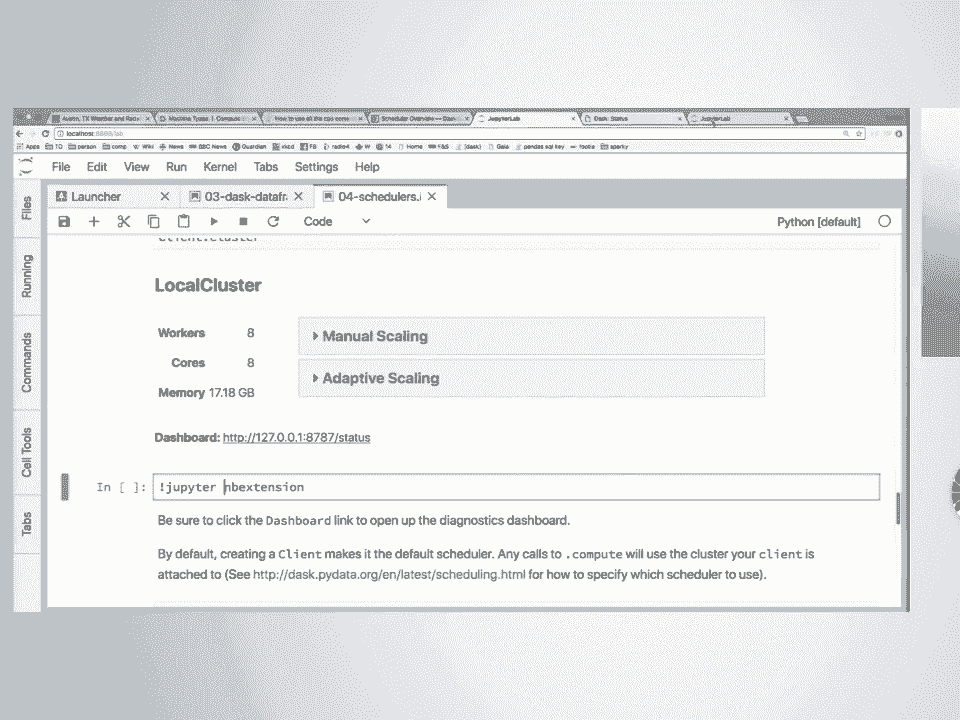 Austin, TX Weather and Rada
Machine Types | Compute E
How to use all the cpu core
Scheduler Overview — Dask
JupyterLab
Dask: Status
JupyterLab
localhost:8888/lab
Apps TD person comp Wiki News BBC News Guardian xkcd FB radio4 W 14 Home F&S (dask) Gaia pandas sql key footie sparky
File Edit View Run Kernel Tabs Settings Help
Launcher
03-dask-datafr
04-schedulers.i
Code
Python [default]
Files
Running
Commands
Cell Tools
Tabs
client.cluster
LocalCluster
Workers 8
Cores 8
Memory 17.18 GB
Manual Scaling
Adaptive Scaling
Dashboard: http://127.0.0.1:8787/status
In [ ]: !jupyter nbextension
Be sure to click the Dashboard link to open up the diagnostics dashboard.
By default, creating a Client makes it the default scheduler. Any calls to .compute will use the cluster your client is
attached to (See http://dask.pydata.org/en/latest/scheduling.html for how to specify which scheduler to use).